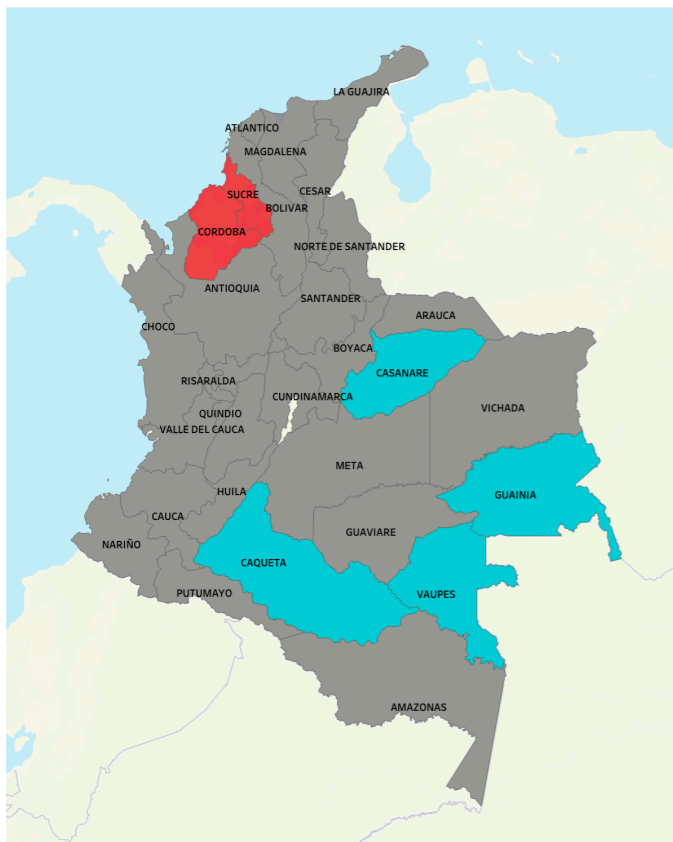 LA GUAJIRA
ATLANTICO
MAGDALENA
CESAR
SUCRE
BOLIVAR
CORDOBA
NORTE DE SANTANDER
ANTIOQUIA
SANTANDER
ARAUCA
CHOCO
BOYACA
CASANARE
RISARALDA
CUNDINAMARCA
VICHADA
QUINDIO
VALLE DEL CAUCA
META
HUILA
GUAINIA
CAUCA
GUAVIARE
NARIÑO
CAQUETA
PUTUMAYO
VAUPES
AMAZONAS